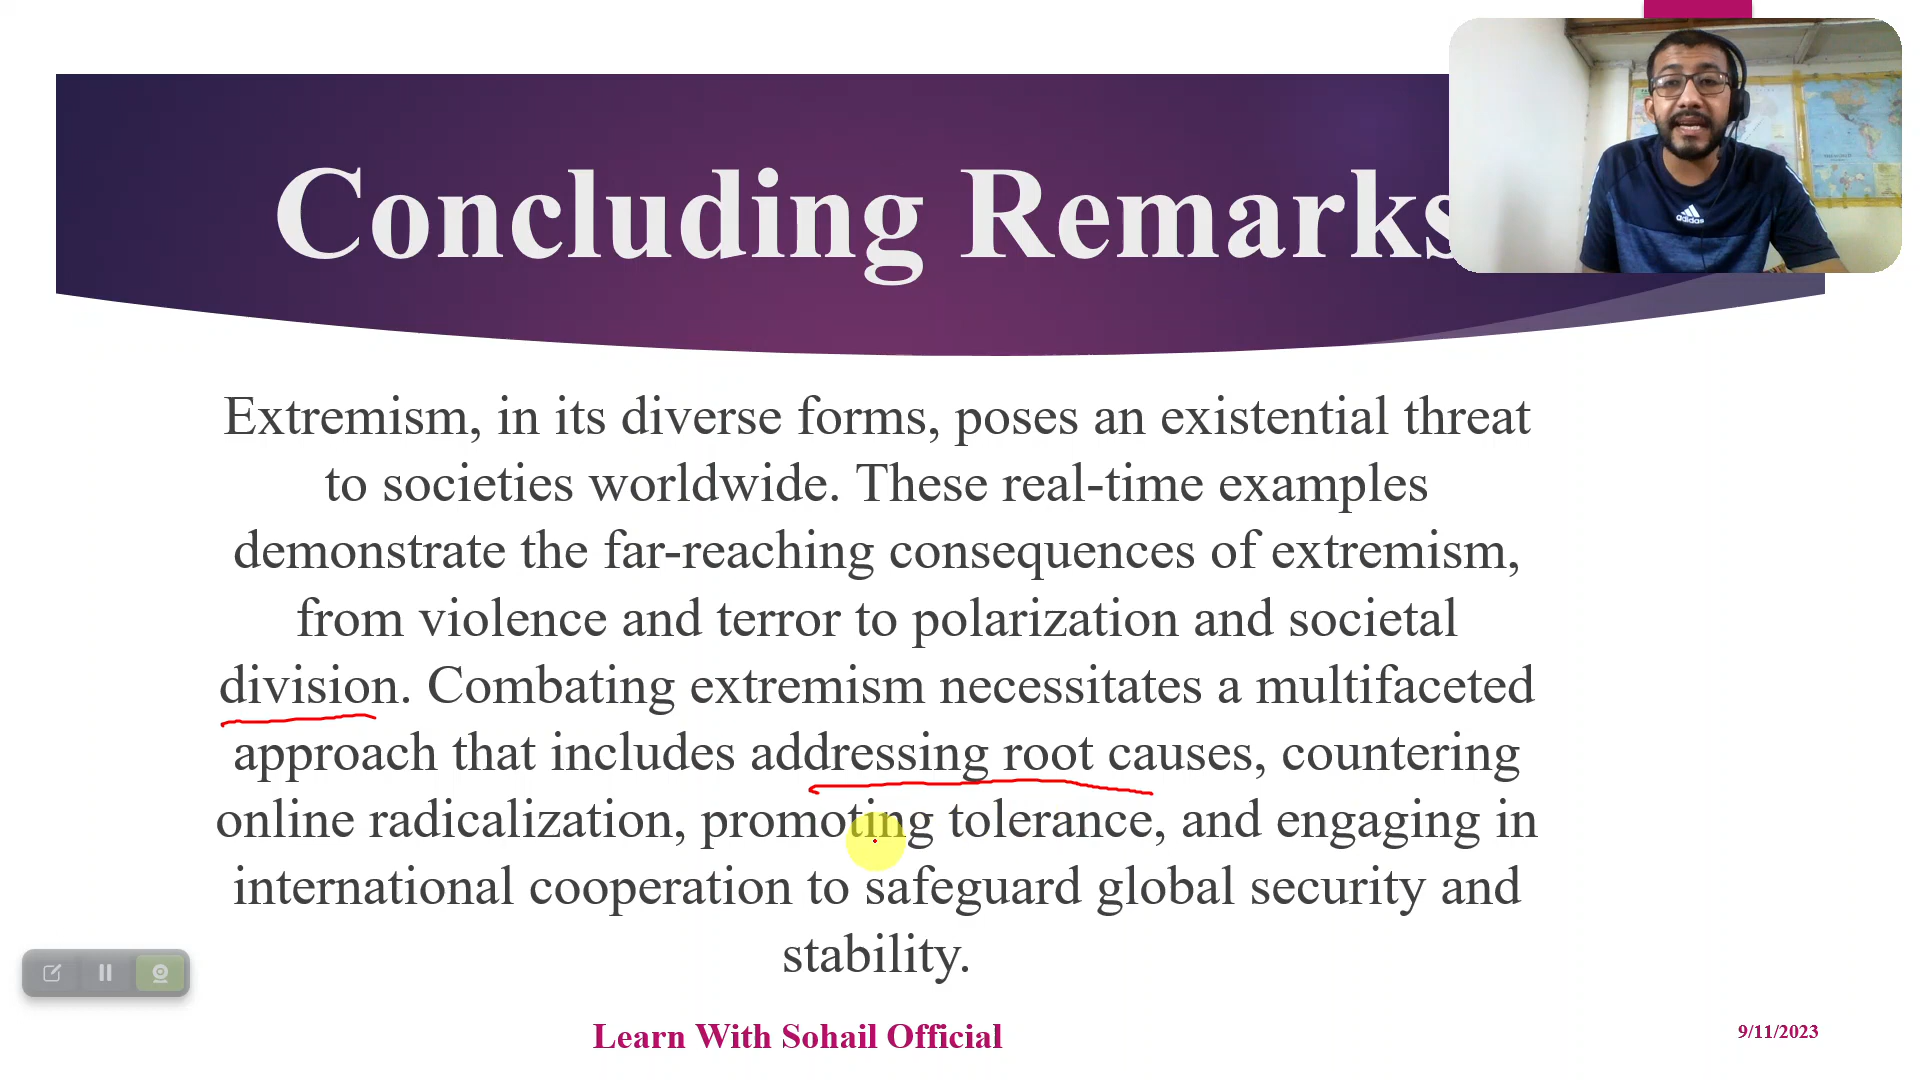 Concluding Remarks
adidas
Extremism, in its diverse forms, poses an existential threat
to societies worldwide. These real-time examples
demonstrate the far-reaching consequences of extremism,
from violence and terror to polarization and societal
division. Combating extremism necessitates a multifaceted
approach that includes addressing root causes, countering
online radicalization, promoting tolerance, and engaging in
international cooperation to safeguard global security and
stability.
Learn With Sohail Official
9/11/2023